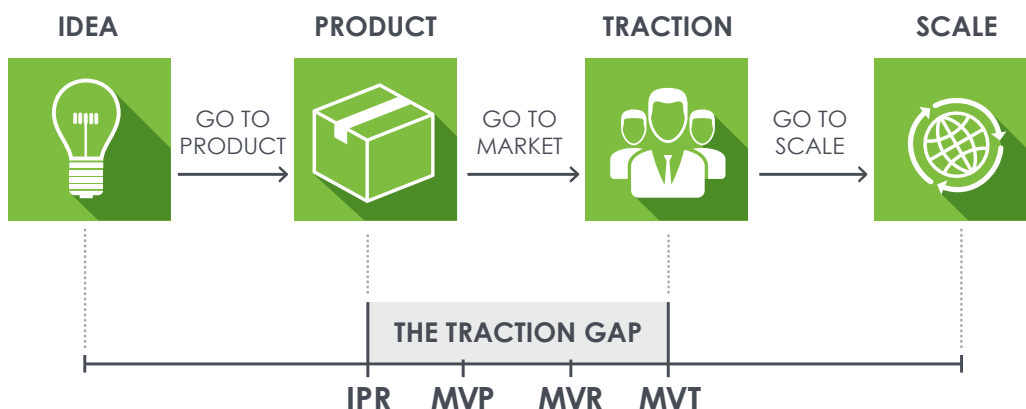 IDEA
PRODUCT
TRACTION
SCALE
GO TO
PRODUCT
GO TO
MARKET
GO TO
SCALE
THE TRACTION GAP
IPR
MVP
MVR
MVT